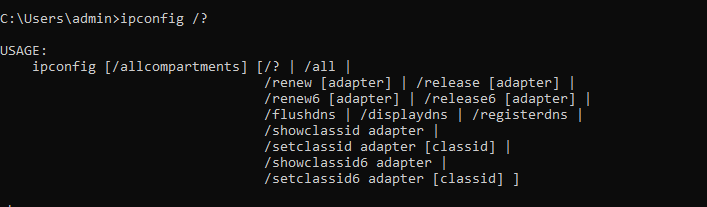 C:\Users\admin>ipconfig /?
USAGE:
ipconfig [/allcompartments] [/? | /all |
/renew [adapter] | /release [adapter] |
/renew6 [adapter] | /release6 [adapter] |
/flushdns | /displaydns | /registerdns |
/showclassid adapter |
/setclassid adapter [classid] |
/showclassid6 adapter |
/setclassid6 adapter [classid] ]